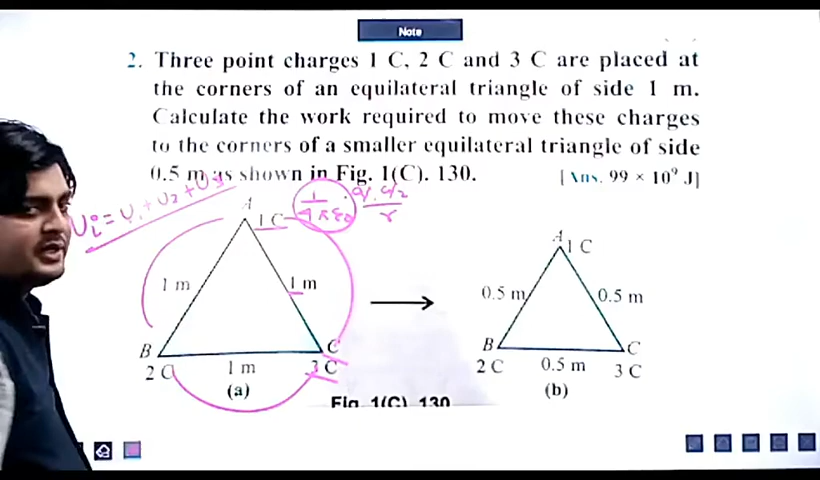 Note
2. Three point charges 1 C, 2 C and 3 C are placed at
the corners of an equilateral triangle of side 1 m.
Calculate the work required to move these charges
to the corners of a smaller equilateral triangle of side
0.5 m as shown in Fig. 1(C). 130. [Ans. 99 × 10⁹ J]
Uᵢ = U₁ + U₂ + U₃
1/4πε₀ · q₁q₂/r
A
1 C
1 m
1 m
B
C
2 C
1 m
3 C
(a)
A
1 C
0.5 m
0.5 m
B
C
2 C
0.5 m
3 C
(b)
Fig. 1(C). 130